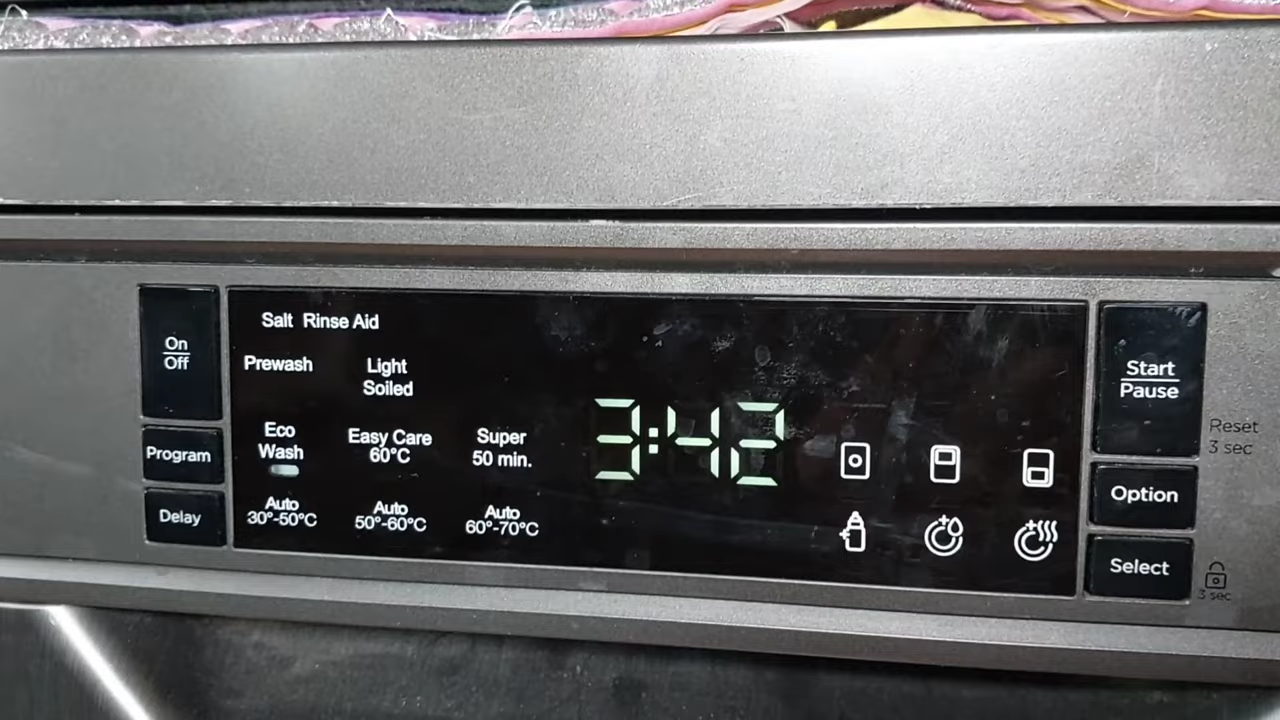 On
Off
Program
Delay
Salt Rinse Aid
Prewash
Light
Soiled
Eco
Wash
Easy Care
60°C
Super
50 min.
Auto
30°-50°C
Auto
50°-60°C
Auto
60°-70°C
3:42
Start
Pause
Reset
3 sec
Option
Select
3 sec